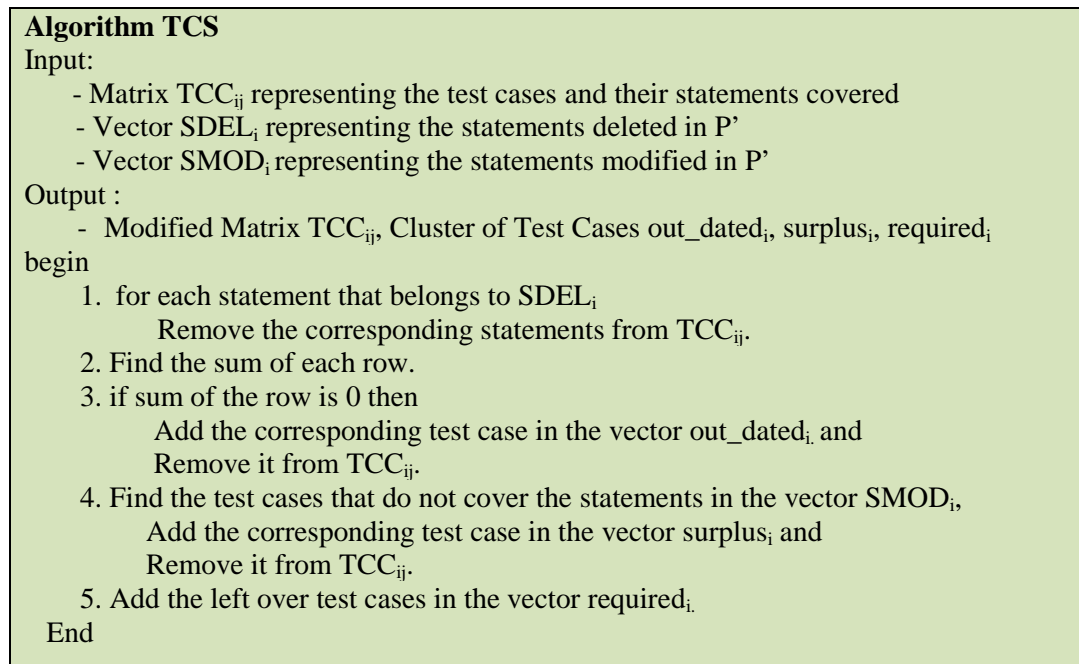 Algorithm TCS
Input:
- Matrix TCCij representing the test cases and their statements covered
- Vector SDELi representing the statements deleted in P’
- Vector SMODi representing the statements modified in P’
Output :
- Modified Matrix TCCij, Cluster of Test Cases out_datedi, surplusi, requiredi
begin
1. for each statement that belongs to SDELi
Remove the corresponding statements from TCCij.
2. Find the sum of each row.
3. if sum of the row is 0 then
Add the corresponding test case in the vector out_datedi. and
Remove it from TCCij.
4. Find the test cases that do not cover the statements in the vector SMODi,
Add the corresponding test case in the vector surplusi and
Remove it from TCCij.
5. Add the left over test cases in the vector requiredi.
End